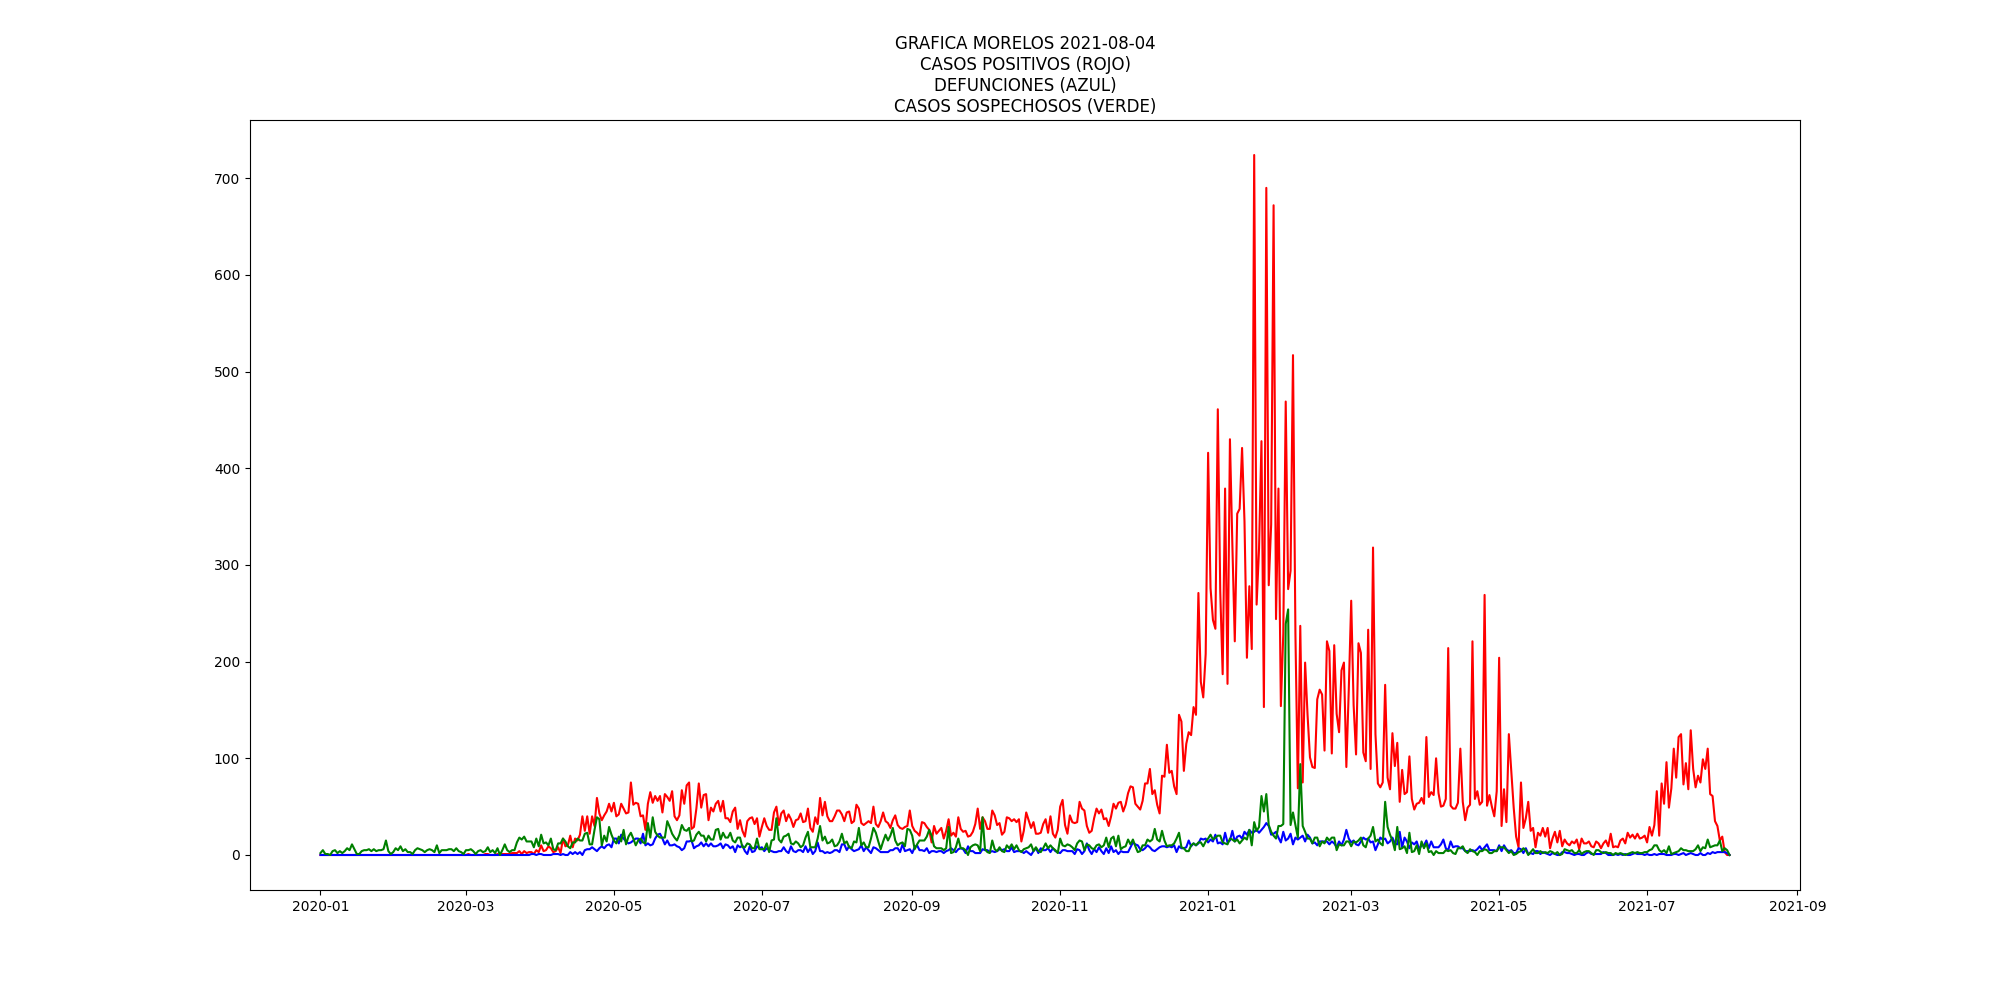 GRAFICA MORELOS 2021-08-04
CASOS POSITIVOS (ROJO)
DEFUNCIONES (AZUL)
CASOS SOSPECHOSOS (VERDE)
700
600
500
400
300
200
100
0
2020-01 2020-03 2020-05 2020-07 2020-09 2020-11 2021-01 2021-03 2021-05 2021-07 2021-09